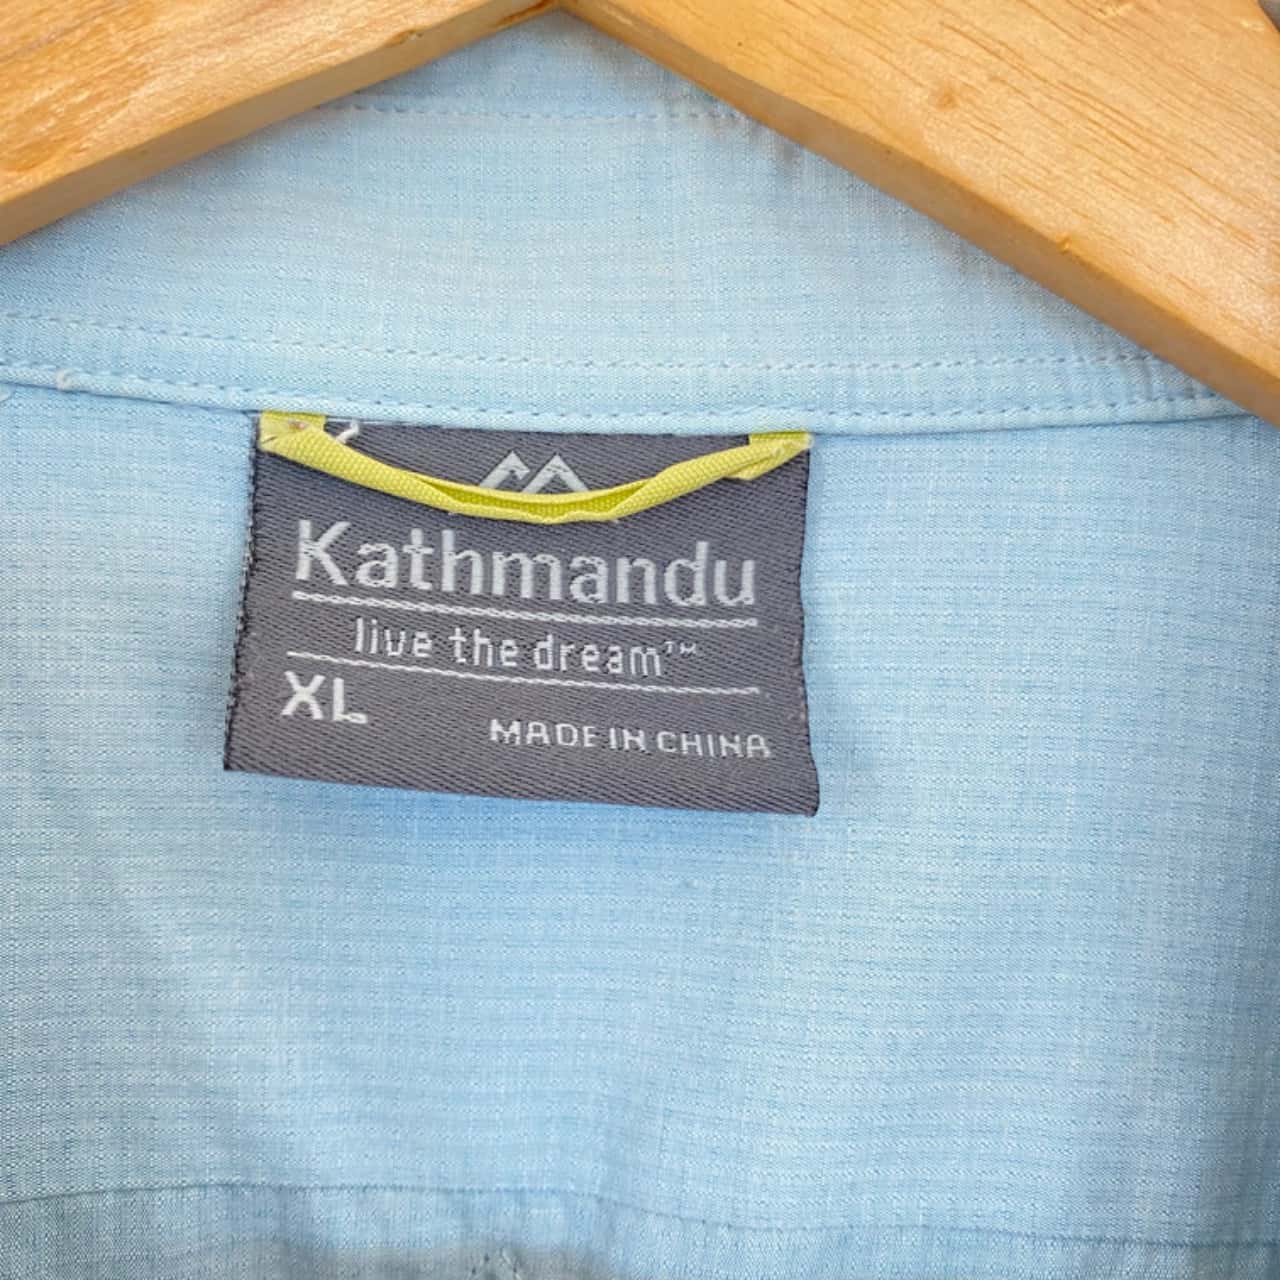 Kathmandu
live the dream™
XL
MADE IN CHINA